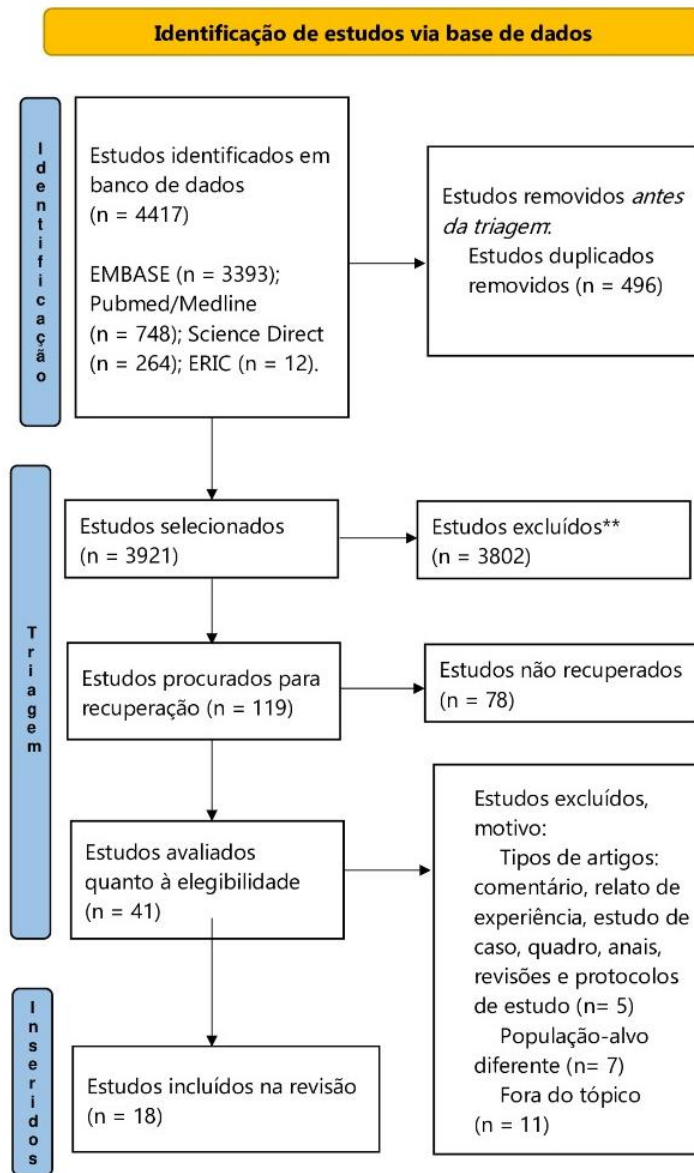 Identificação de estudos via base de dados
Identificação
Estudos identificados em
banco de dados
(n = 4417)
EMBASE (n = 3393);
Pubmed/Medline
(n = 748); Science Direct
(n = 264); ERIC (n = 12).
Estudos removidos antes
da triagem:
Estudos duplicados
removidos (n = 496)
Triagem
Estudos selecionados
(n = 3921)
Estudos excluídos**
(n = 3802)
Estudos procurados para
recuperação (n = 119)
Estudos não recuperados
(n = 78)
Estudos avaliados
quanto à elegibilidade
(n = 41)
Estudos excluídos,
motivo:
Tipos de artigos:
comentário, relato de
experiência, estudo de
caso, quadro, anais,
revisões e protocolos
de estudo (n= 5)
População-alvo
diferente (n= 7)
Fora do tópico
(n = 11)
Inseridos
Estudos incluídos na revisão
(n = 18)